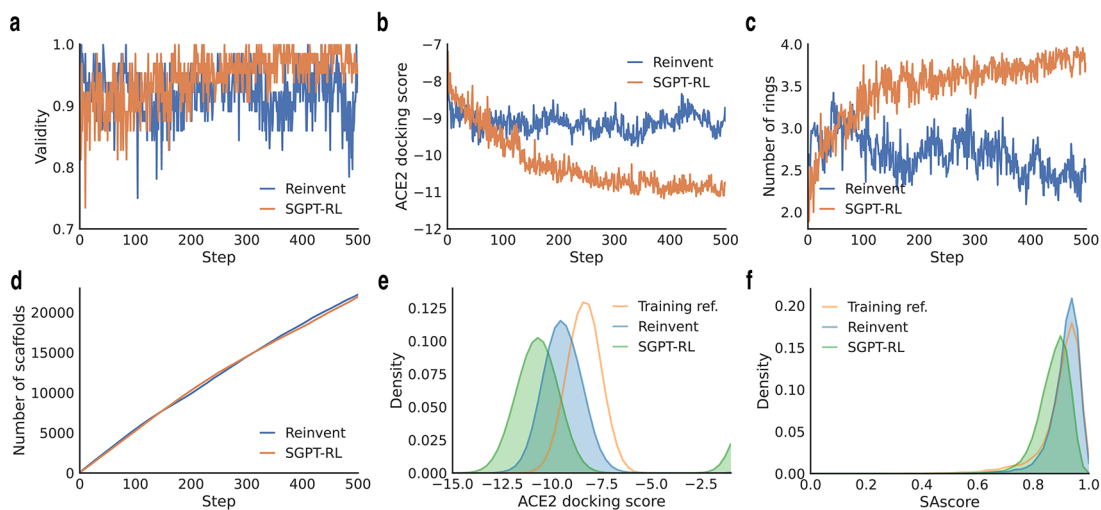 a
b
c
1.0
0.9
0.8
0.7
Validity
Reinvent
SGPT-RL
0 100 200 300 400 500
Step
−7
−8
−9
−10
−11
−12
ACE2 docking score
Reinvent
SGPT-RL
0 100 200 300 400 500
Step
4.0
3.5
3.0
2.5
2.0
Number of rings
Reinvent
SGPT-RL
0 100 200 300 400 500
Step
d
e
f
20000
15000
10000
5000
0
Number of scaffolds
Reinvent
SGPT-RL
0 100 200 300 400 500
Step
0.125
0.100
0.075
0.050
0.025
0.000
Density
Training ref.
Reinvent
SGPT-RL
−15.0 −12.5 −10.0 −7.5 −5.0 −2.5
ACE2 docking score
0.20
0.15
0.10
0.05
0.00
Density
Training ref.
Reinvent
SGPT-RL
0.0 0.2 0.4 0.6 0.8 1.0
SAscore